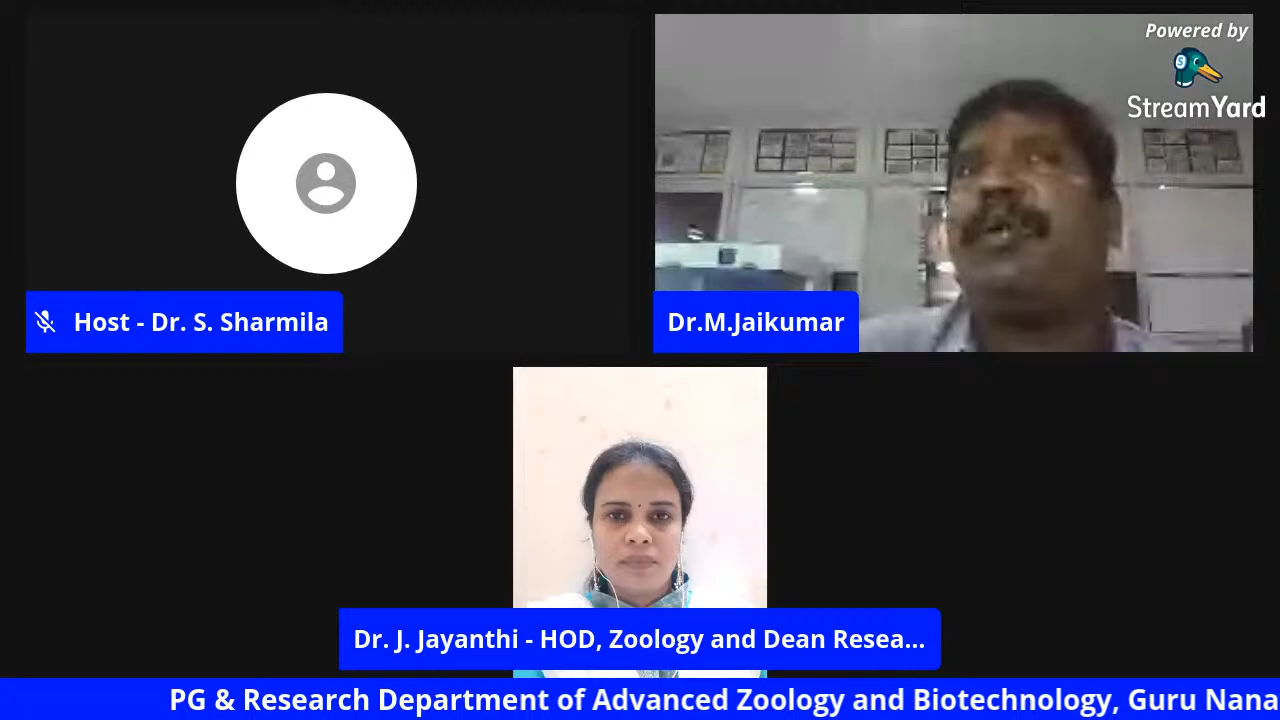 Powered by
StreamYard
Host - Dr. S. Sharmila
Dr.M.Jaikumar
Dr. J. Jayanthi - HOD, Zoology and Dean Resea...
PG & Research Department of Advanced Zoology and Biotechnology, Guru Nana